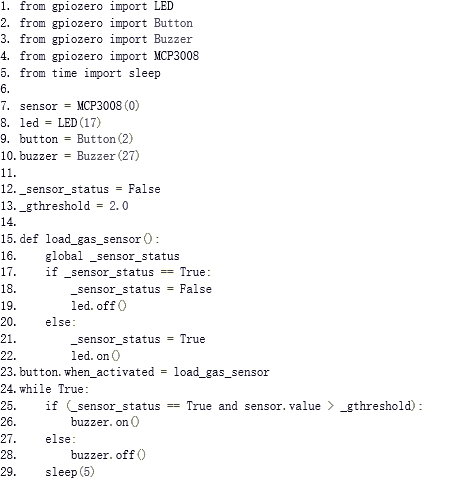 1. from gpiozero import LED
2. from gpiozero import Button
3. from gpiozero import Buzzer
4. from gpiozero import MCP3008
5. from time import sleep
6.
7. sensor = MCP3008(0)
8. led = LED(17)
9. button = Button(2)
10. buzzer = Buzzer(27)
11.
12. _sensor_status = False
13. _gthreshold = 2.0
14.
15. def load_gas_sensor():
16.     global _sensor_status
17.     if _sensor_status == True:
18.         _sensor_status = False
19.         led.off()
20.     else:
21.         _sensor_status = True
22.         led.on()
23. button.when_activated = load_gas_sensor
24. while True:
25.     if (_sensor_status == True and sensor.value > _gthreshold):
26.         buzzer.on()
27.     else:
28.         buzzer.off()
29.     sleep(5)